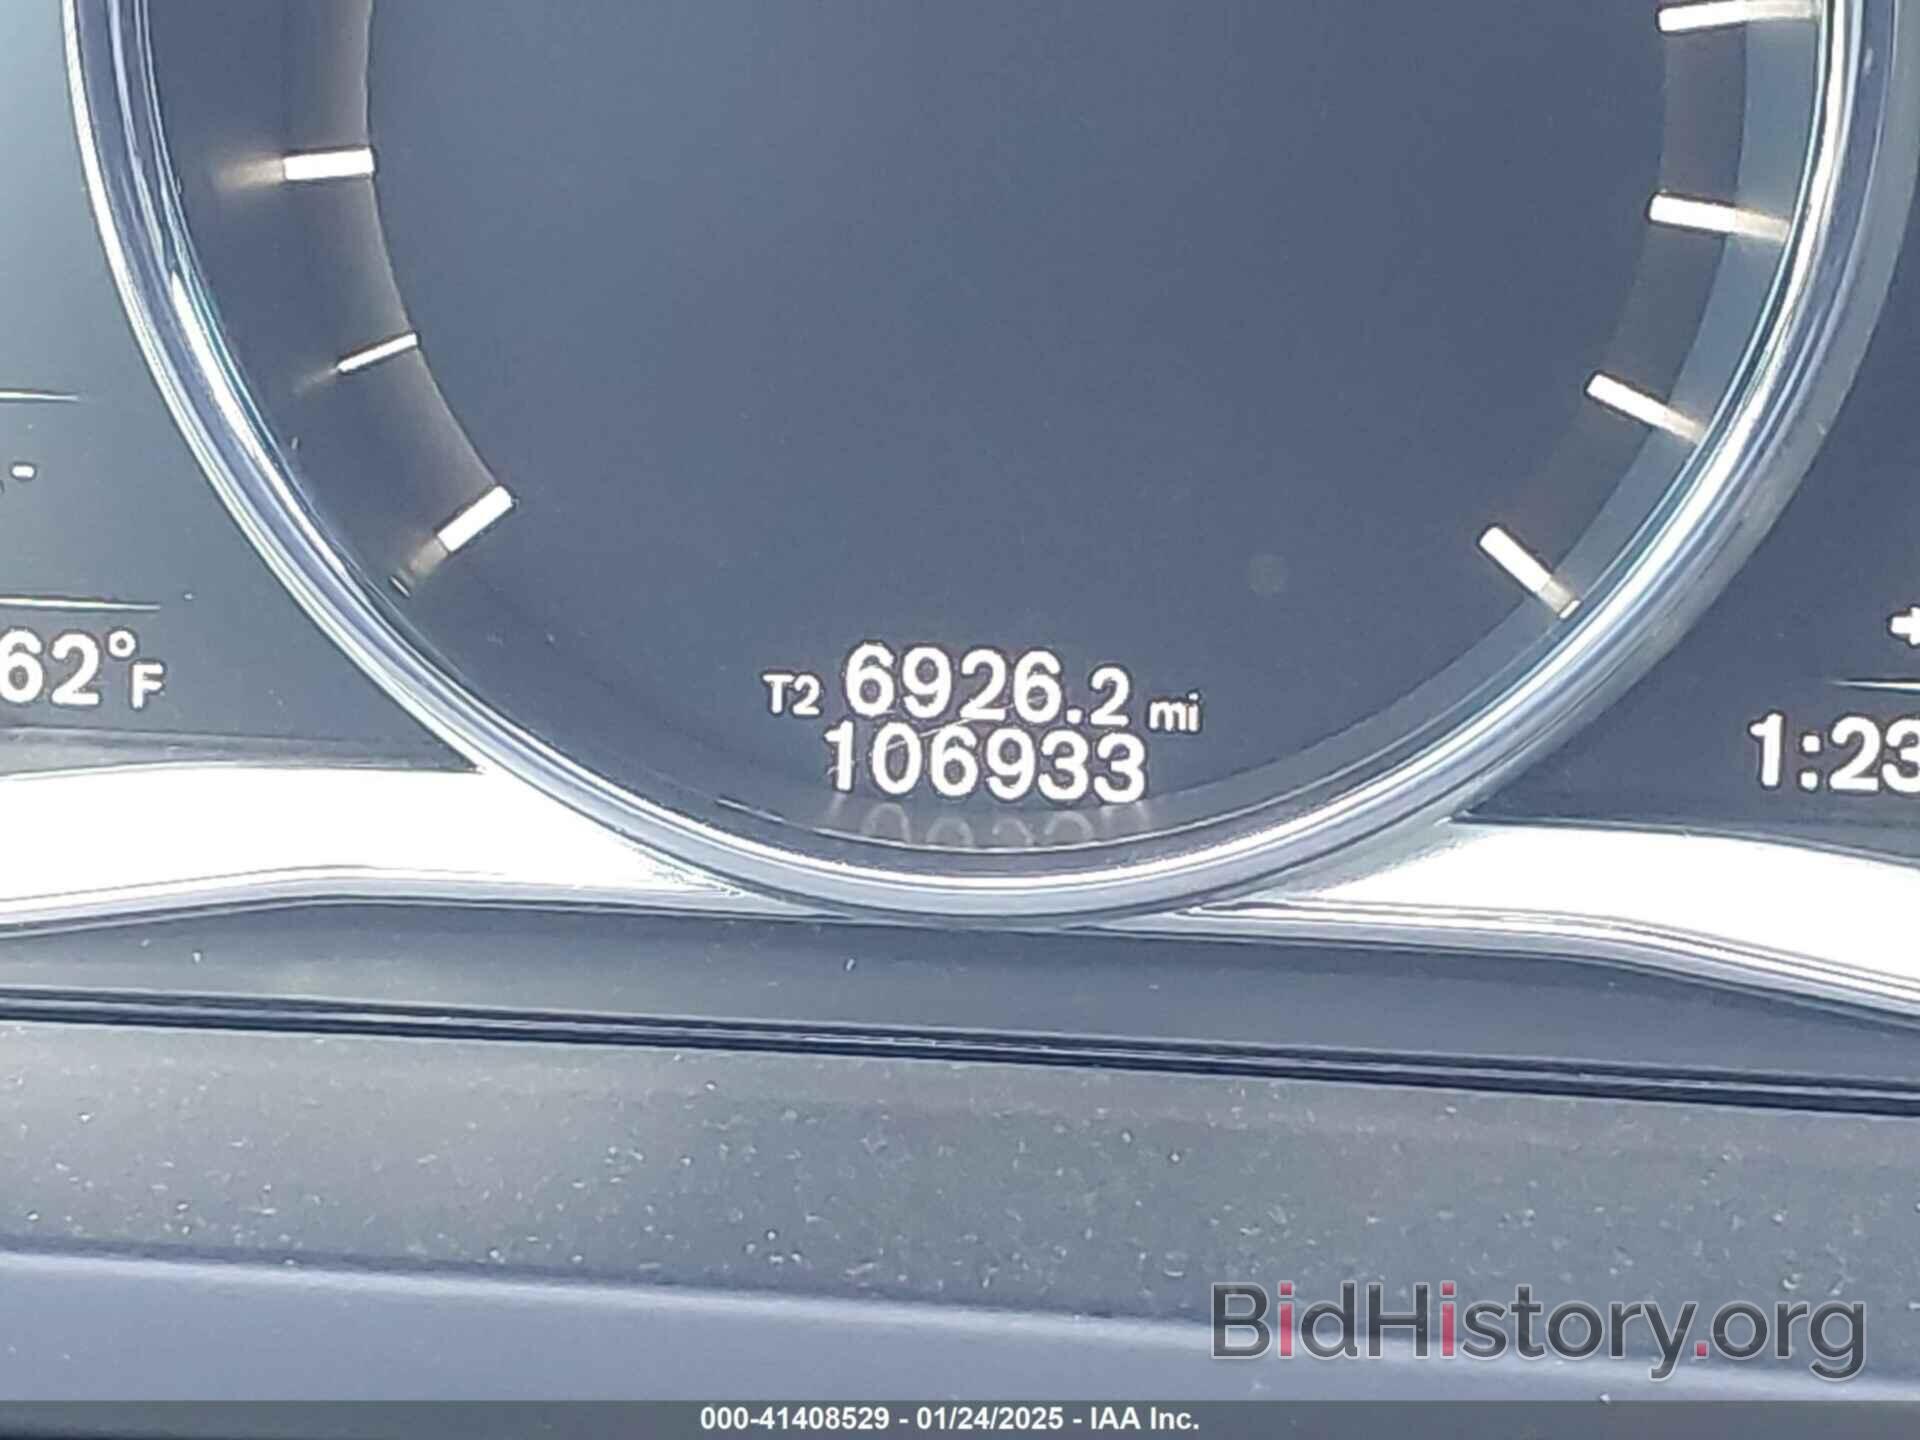 62°F
T2 6926.2 mi
106933
1:23
BidHistory.org
000-41408529 - 01/24/2025 - IAA Inc.